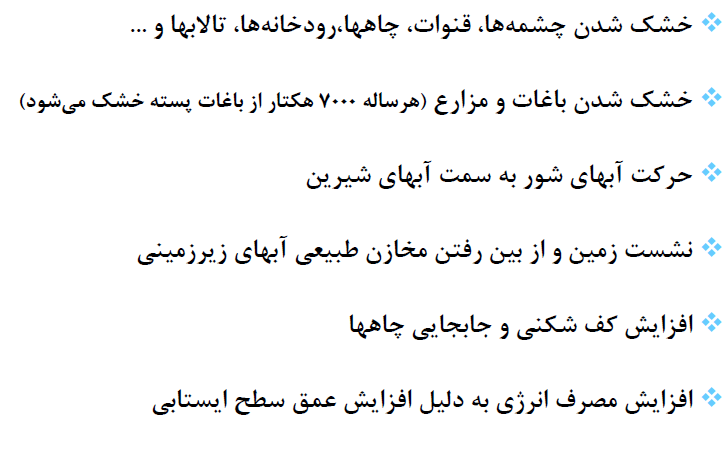 ❖ خشک شدن چشمه‌ها، قنوات، چاهها،رودخانه‌ها، تالابها و ...
❖ خشک شدن باغات و مزارع (هرساله ۷۰۰۰ هکتار از باغات پسته خشک می‌شود)
❖ حرکت آبهای شور به سمت آبهای شیرین
❖ نشست زمین و از بین رفتن مخازن طبیعی آبهای زیرزمینی
❖ افزایش کف شکنی و جابجایی چاهها
❖ افزایش مصرف انرژی به دلیل افزایش عمق سطح ایستابی